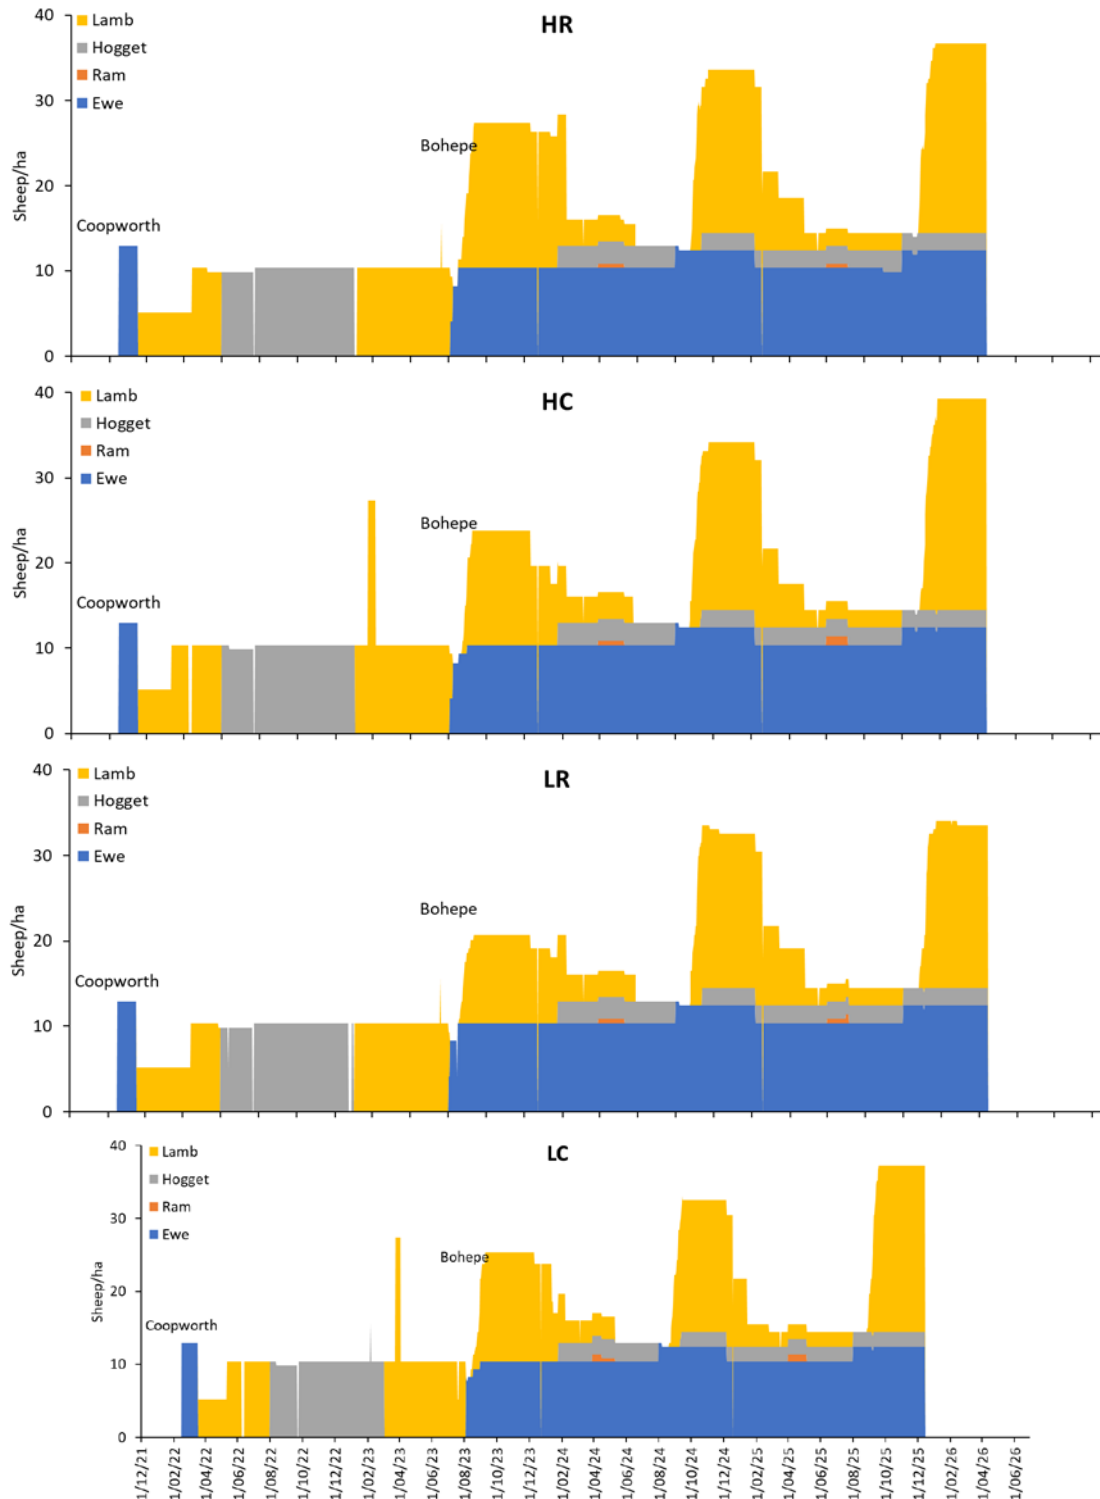 HR
Lamb
Hogget
Ram
Ewe
40
30
20
10
0
Sheep/ha
Coopworth
Bohepe
HC
Lamb
Hogget
Ram
Ewe
40
30
20
10
0
Sheep/ha
Coopworth
Bohepe
LR
Lamb
Hogget
Ram
Ewe
40
30
20
10
0
Sheep/ha
Coopworth
Bohepe
LC
Lamb
Hogget
Ram
Ewe
40
30
20
10
0
Sheep/ha
Coopworth
Bohepe
1/12/21
1/02/22
1/04/22
1/06/22
1/08/22
1/10/22
1/12/22
1/02/23
1/04/23
1/06/23
1/08/23
1/10/23
1/12/23
1/02/24
1/04/24
1/06/24
1/08/24
1/10/24
1/12/24
1/02/25
1/04/25
1/06/25
1/08/25
1/10/25
1/12/25
1/02/26
1/04/26
1/06/26